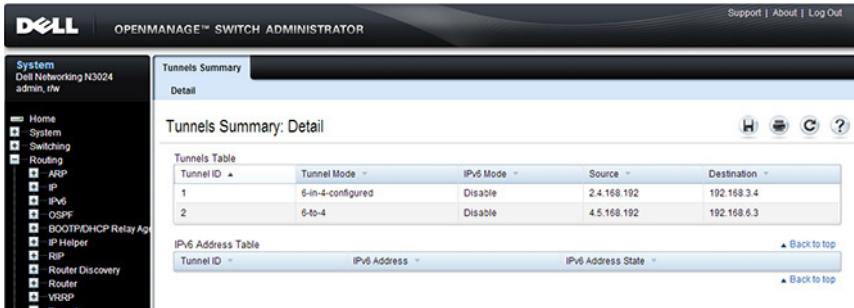 Support | About | Log Out
DELL OPENMANAGE™ SWITCH ADMINISTRATOR
System
Dell Networking N3024
admin, r/w
Home
System
Switching
Routing
ARP
IP
IPv6
OSPF
BOOTP/DHCP Relay Age
IP Helper
RIP
Router Discovery
Router
VRRP
Tunnels Summary
Detail
Tunnels Summary: Detail
Tunnels Table
Tunnel ID Tunnel Mode IPv6 Mode Source Destination
1 6-in-4-configured Disable 2.4.168.192 192.168.3.4
2 6-to-4 Disable 4.5.168.192 192.168.6.3
Back to top
IPv6 Address Table
Tunnel ID IPv6 Address IPv6 Address State
Back to top